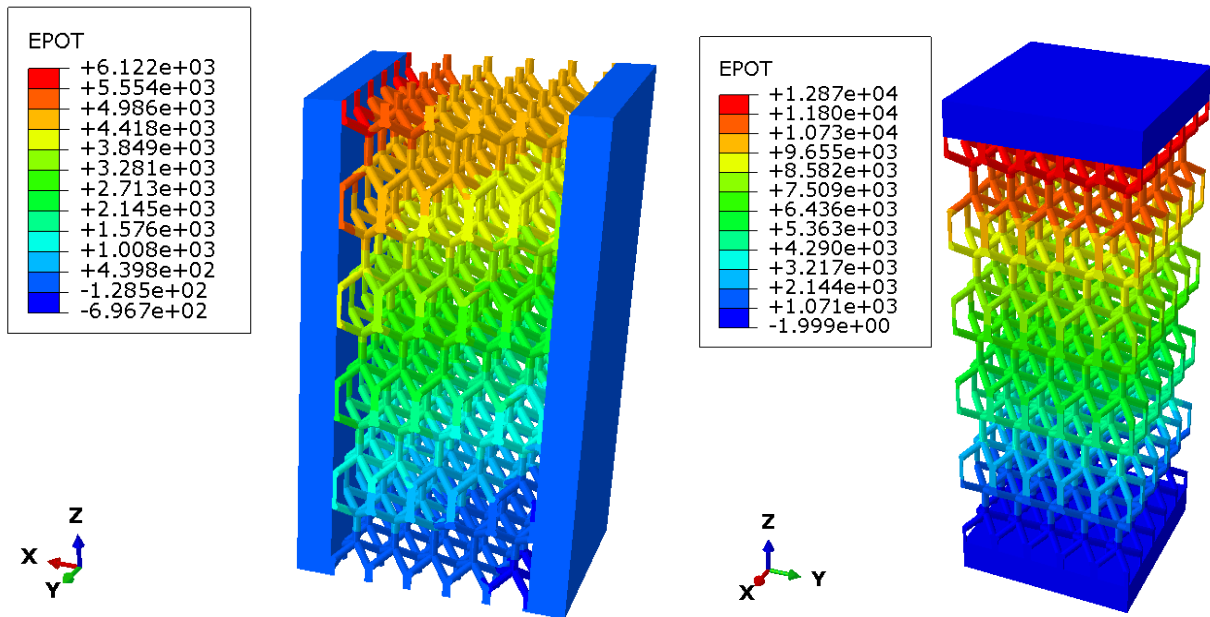 EPOT
+6.122e+03
+5.554e+03
+4.986e+03
+4.418e+03
+3.849e+03
+3.281e+03
+2.713e+03
+2.145e+03
+1.576e+03
+1.008e+03
+4.398e+02
-1.285e+02
-6.967e+02
Z
X
Y
EPOT
+1.287e+04
+1.180e+04
+1.073e+04
+9.655e+03
+8.582e+03
+7.509e+03
+6.436e+03
+5.363e+03
+4.290e+03
+3.217e+03
+2.144e+03
+1.071e+03
-1.999e+00
Z
Y
X